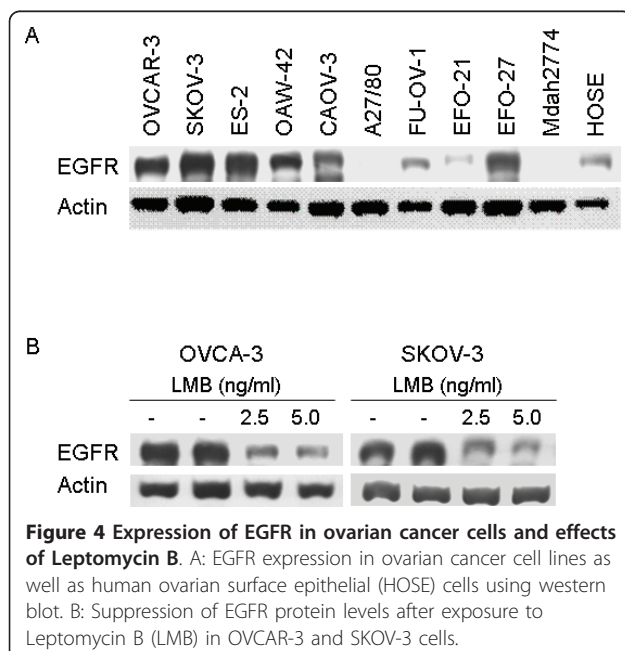 A
OVCAR-3 SKOV-3 ES-2 OAW-42 CAOV-3 A27/80 FU-OV-1 EFO-21 EFO-27 Mdah2774 HOSE
EGFR
Actin
B
OVCA-3 SKOV-3
LMB (ng/ml) LMB (ng/ml)
- - 2.5 5.0 - - 2.5 5.0
EGFR
Actin
Figure 4 Expression of EGFR in ovarian cancer cells and effects
of Leptomycin B. A: EGFR expression in ovarian cancer cell lines as
well as human ovarian surface epithelial (HOSE) cells using western
blot. B: Suppression of EGFR protein levels after exposure to
Leptomycin B (LMB) in OVCAR-3 and SKOV-3 cells.